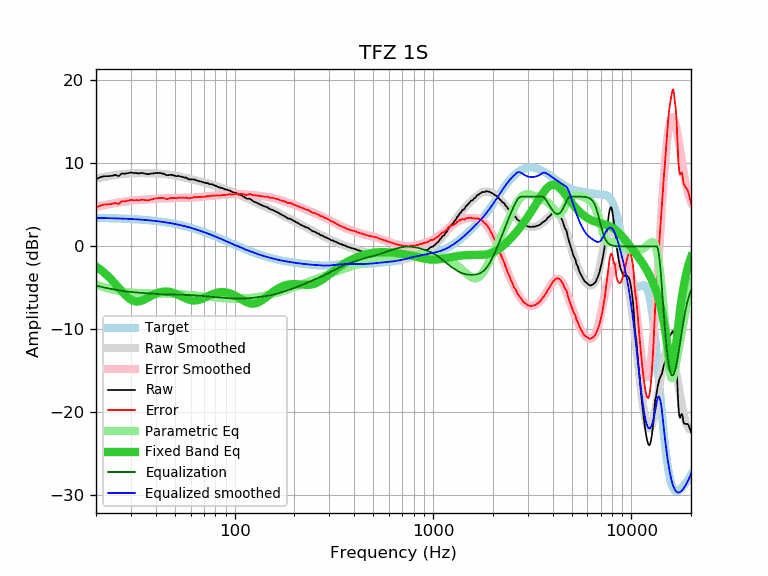 TFZ 1S
Amplitude (dBr)
20
10
0
−10
−20
−30
Target
Raw Smoothed
Error Smoothed
Raw
Error
Parametric Eq
Fixed Band Eq
Equalization
Equalized smoothed
100
1000
10000
Frequency (Hz)